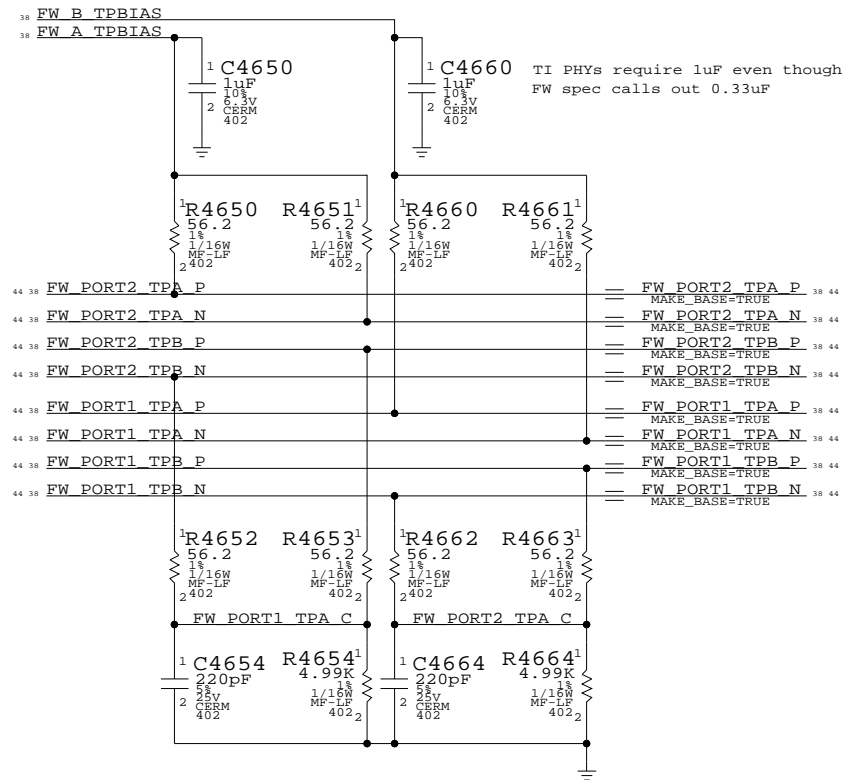 38 FW_B_TPBIAS
38 FW_A_TPBIAS
1 C4650
1uF
10%
6.3V
2 CERM
402
1 C4660
1uF
10%
6.3V
2 CERM
402
TI PHYs require 1uF even though
FW spec calls out 0.33uF
1 R4650
56.2
1%
1/16W
MF-LF
2 402
R4651 1
56.2
1%
1/16W
MF-LF
402 2
1 R4660
56.2
1%
1/16W
MF-LF
2 402
R4661 1
56.2
1%
1/16W
MF-LF
402 2
44 38 FW_PORT2_TPA_P FW_PORT2_TPA_P 38 44
MAKE_BASE=TRUE
44 38 FW_PORT2_TPA_N FW_PORT2_TPA_N 38 44
MAKE_BASE=TRUE
44 38 FW_PORT2_TPB_P FW_PORT2_TPB_P 38 44
MAKE_BASE=TRUE
44 38 FW_PORT2_TPB_N FW_PORT2_TPB_N 38 44
MAKE_BASE=TRUE
44 38 FW_PORT1_TPA_P FW_PORT1_TPA_P 38 44
MAKE_BASE=TRUE
44 38 FW_PORT1_TPA_N FW_PORT1_TPA_N 38 44
MAKE_BASE=TRUE
44 38 FW_PORT1_TPB_P FW_PORT1_TPB_P 38 44
MAKE_BASE=TRUE
44 38 FW_PORT1_TPB_N FW_PORT1_TPB_N 38 44
MAKE_BASE=TRUE
1 R4652
56.2
1%
1/16W
MF-LF
2 402
R4653 1
56.2
1%
1/16W
MF-LF
402 2
1 R4662
56.2
1%
1/16W
MF-LF
2 402
R4663 1
56.2
1%
1/16W
MF-LF
402 2
FW_PORT1_TPA_C
FW_PORT2_TPA_C
1 C4654
220pF
5%
25V
2 CERM
402
R4654 1
4.99K
1%
1/16W
MF-LF
402 2
1 C4664
220pF
5%
25V
2 CERM
402
R4664 1
4.99K
1%
1/16W
MF-LF
402 2